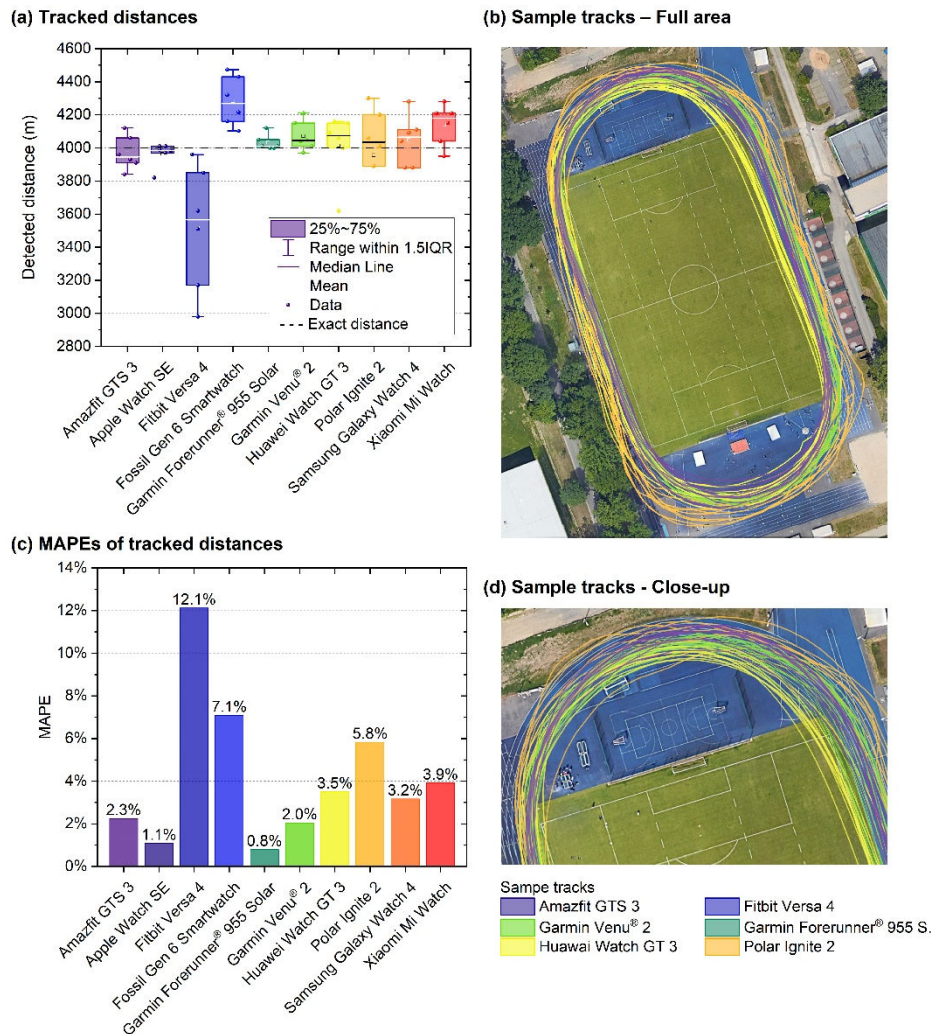 (a) Tracked distances
4600
4400
4200
4000
3800
3600
3400
3200
3000
2800
Detected distance (m)
25%~75%
Range within 1.5IQR
Median Line
Mean
Data
Exact distance
Amazfit GTS 3
Apple Watch SE
Fitbit Versa 4
Fossil Gen 6 Smartwatch
Garmin Forerunner® 955 Solar
Garmin Venu® 2
Huawei Watch GT 3
Polar Ignite 2
Samsung Galaxy Watch 4
Xiaomi Mi Watch
(b) Sample tracks – Full area
(c) MAPEs of tracked distances
14%
12%
10%
8%
6%
4%
2%
0%
MAPE
2.3%
1.1%
12.1%
7.1%
0.8%
2.0%
3.5%
5.8%
3.2%
3.9%
Amazfit GTS 3
Apple Watch SE
Fitbit Versa 4
Fossil Gen 6 Smartwatch
Garmin Forerunner® 955 Solar
Garmin Venu® 2
Huawei Watch GT 3
Polar Ignite 2
Samsung Galaxy Watch 4
Xiaomi Mi Watch
(d) Sample tracks - Close-up
Sampe tracks
Amazfit GTS 3
Fitbit Versa 4
Garmin Venu® 2
Garmin Forerunner® 955 S.
Huawai Watch GT 3
Polar Ignite 2